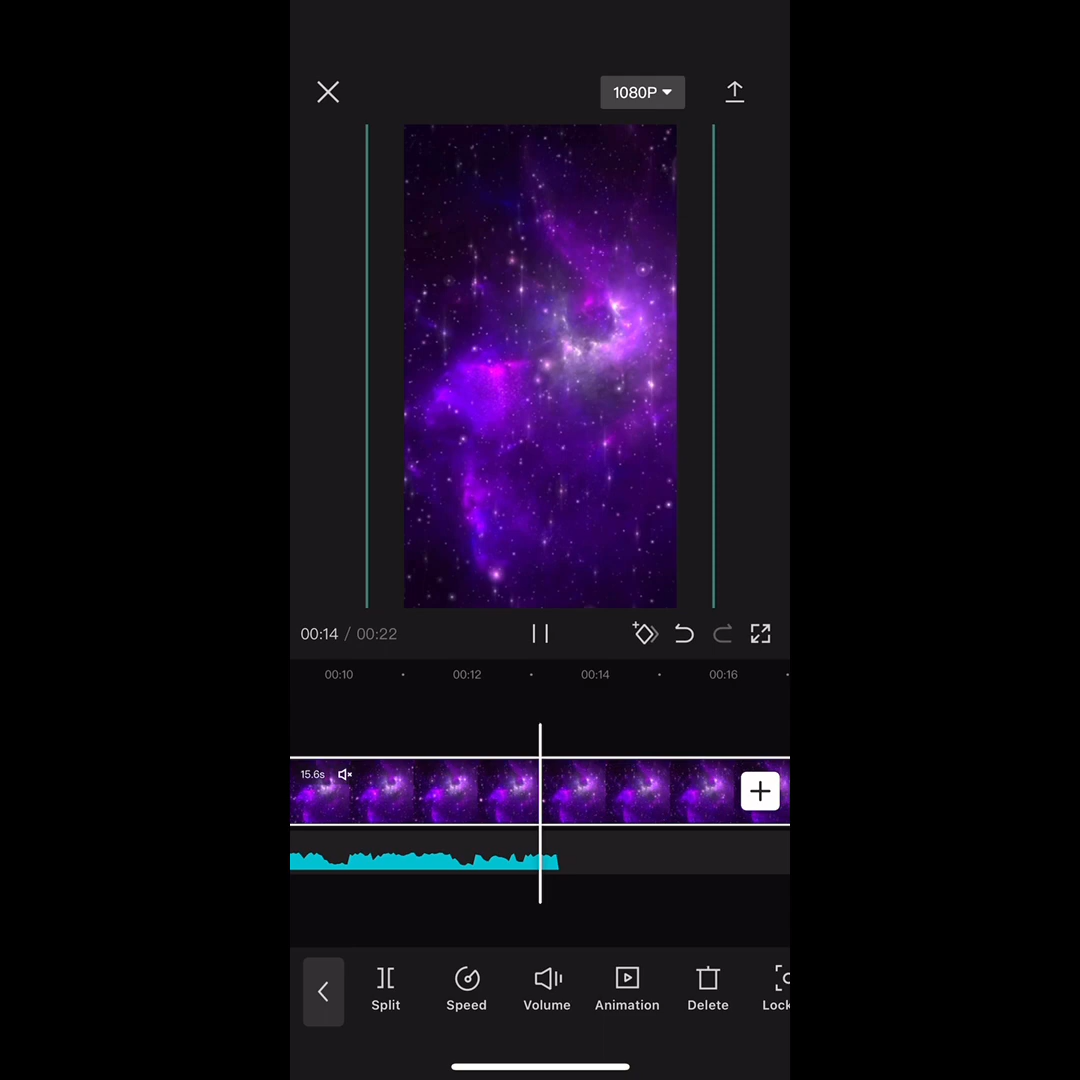 1080P
00:14 / 00:22
00:10 00:12 00:14 00:16
15.6s
Split Speed Volume Animation Delete Lock